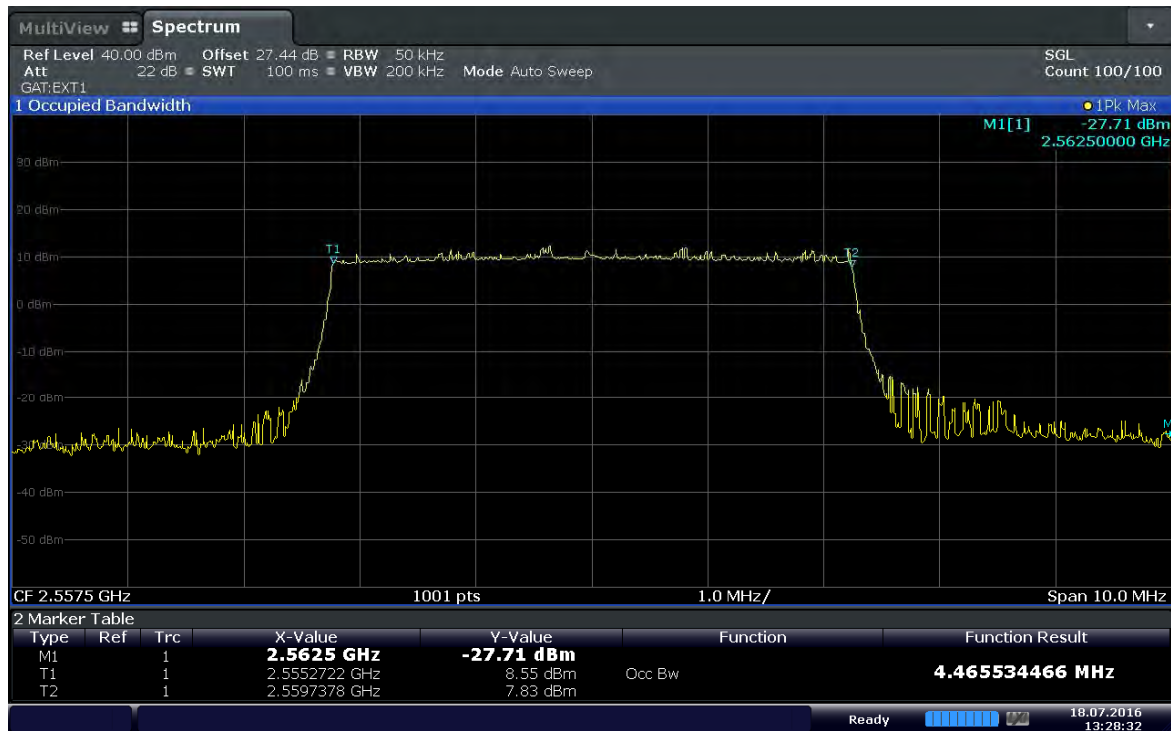 MultiView Spectrum
Ref Level 40.00 dBm Offset 27.44 dB RBW 50 kHz SGL
Att 22 dB SWT 100 ms VBW 200 kHz Mode Auto Sweep Count 100/100
GAT:EXT1
1 Occupied Bandwidth 1Pk Max
M1[1] -27.71 dBm
2.56250000 GHz
30 dBm
20 dBm
T1
T2
10 dBm
0 dBm
-10 dBm
-20 dBm
M
-30
-40 dBm
-50 dBm
CF 2.5575 GHz 1001 pts 1.0 MHz/ Span 10.0 MHz
2 Marker Table
Type Ref Trc X-Value Y-Value Function Function Result
M1 1 2.5625 GHz -27.71 dBm
T1 1 2.5552722 GHz 8.55 dBm Occ Bw 4.465534466 MHz
T2 1 2.5597378 GHz 7.83 dBm
Ready 18.07.2016
13:28:32